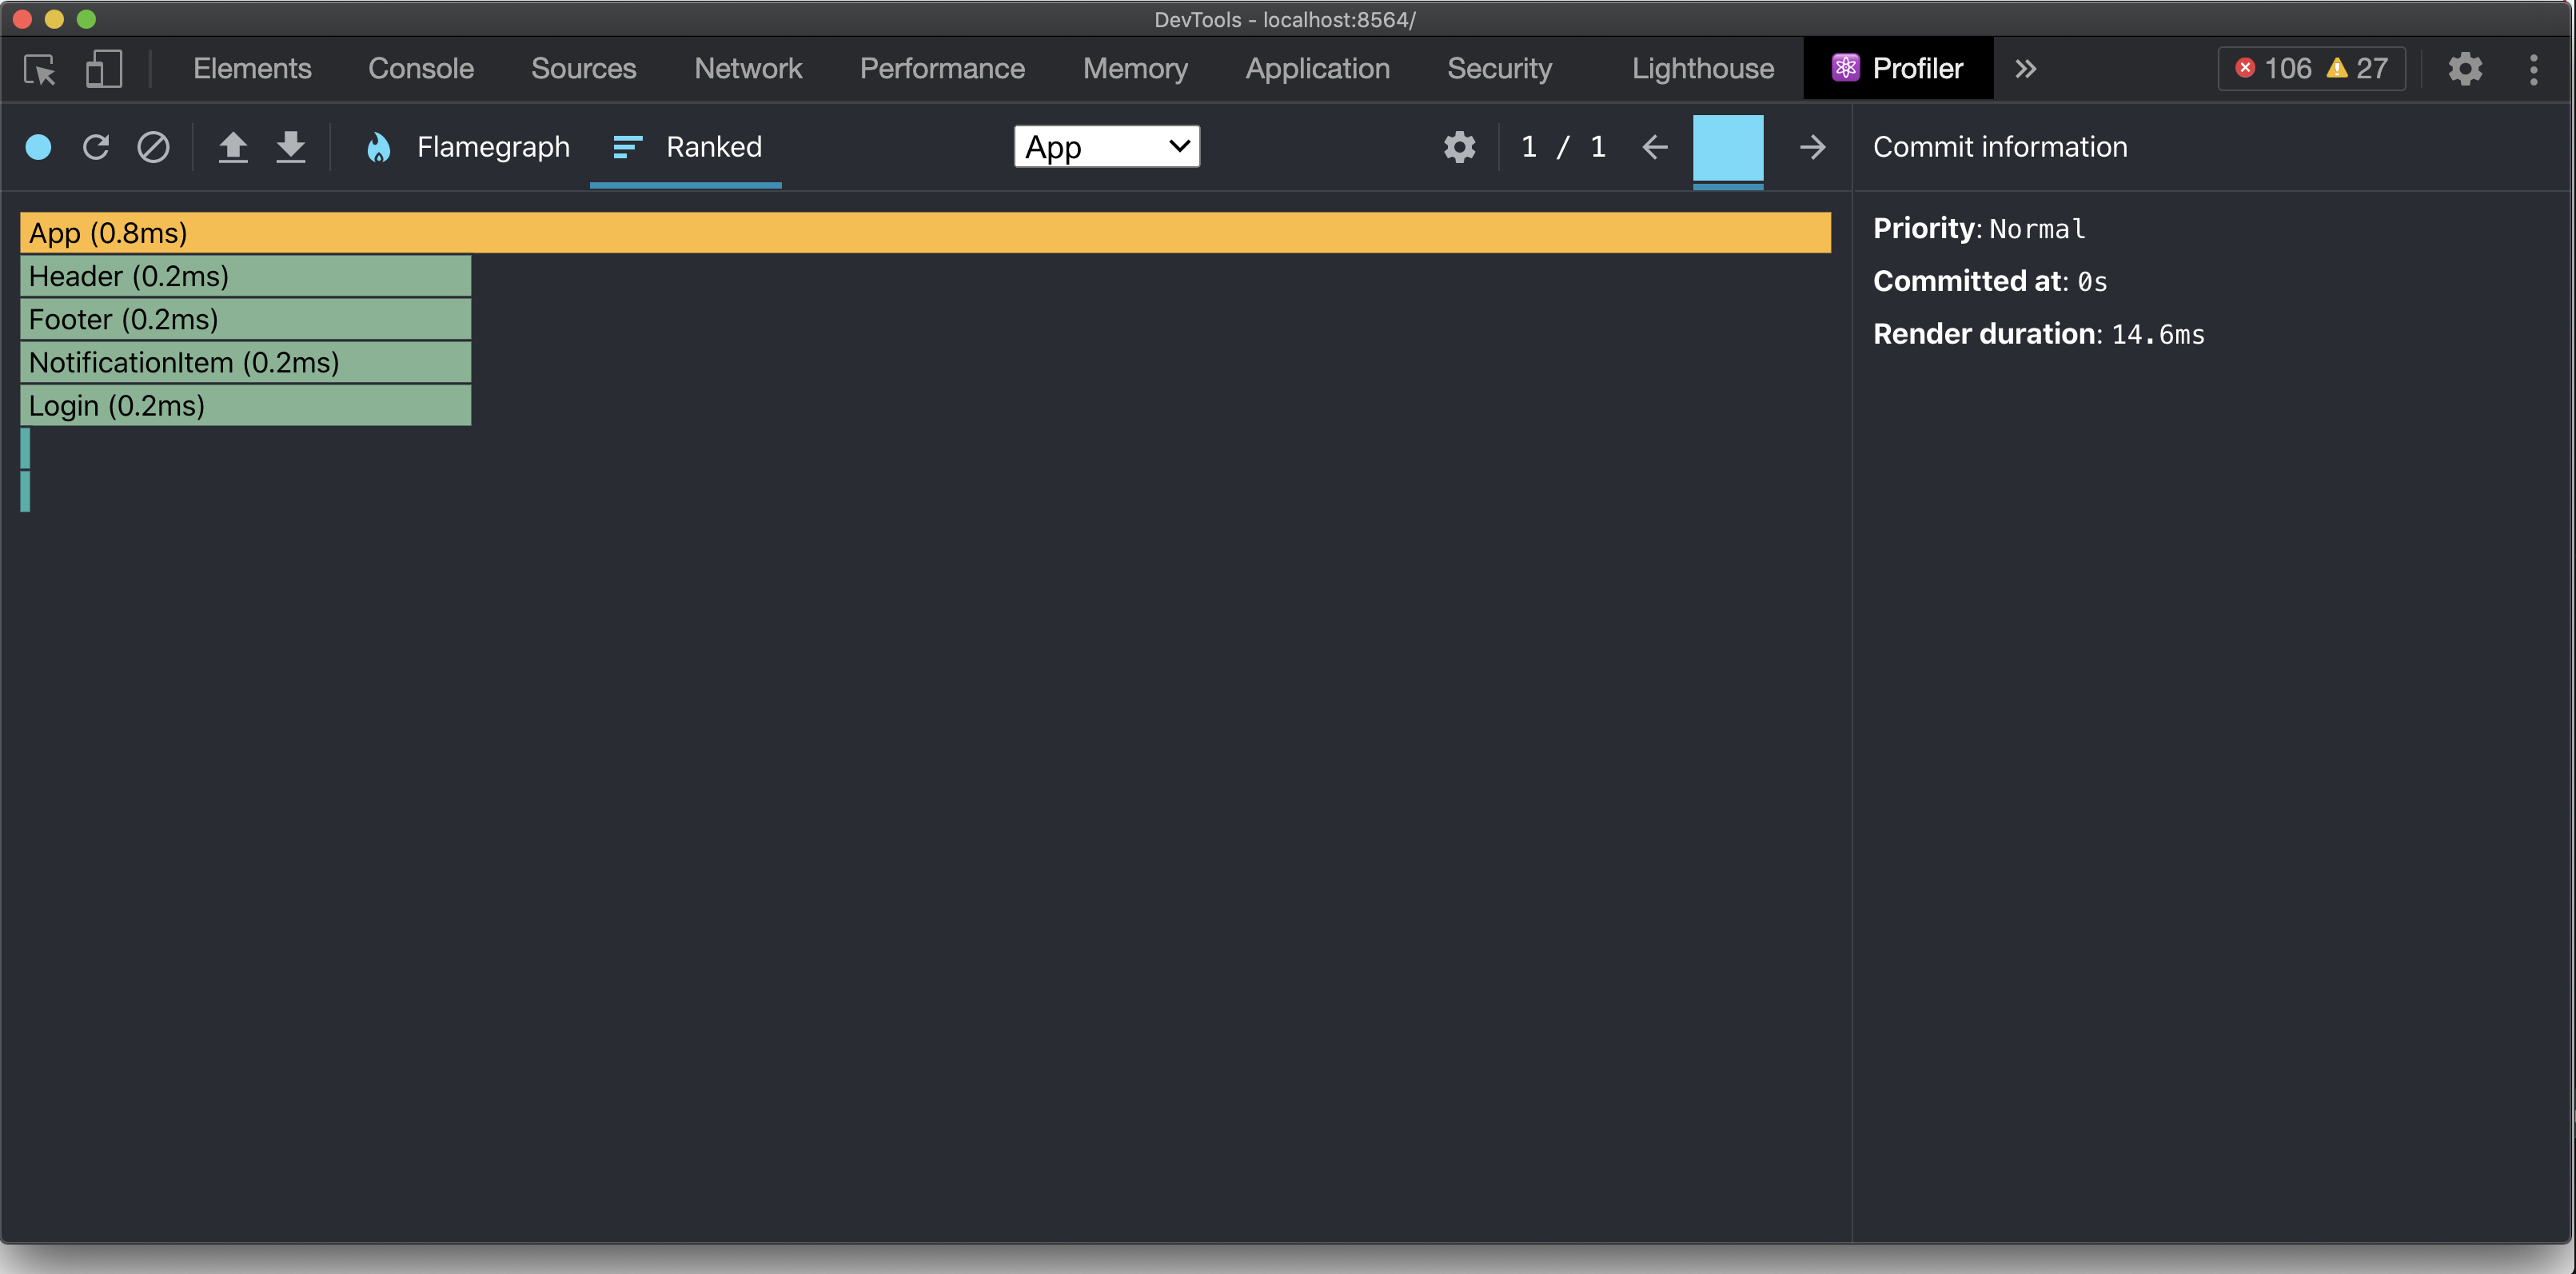 DevTools - localhost:8564/
Elements Console Sources Network Performance Memory Application Security Lighthouse Profiler 106 27
Flamegraph Ranked App 1 / 1 Commit information
App (0.8ms)
Header (0.2ms)
Footer (0.2ms)
NotificationItem (0.2ms)
Login (0.2ms)
Priority: Normal
Committed at: 0s
Render duration: 14.6ms